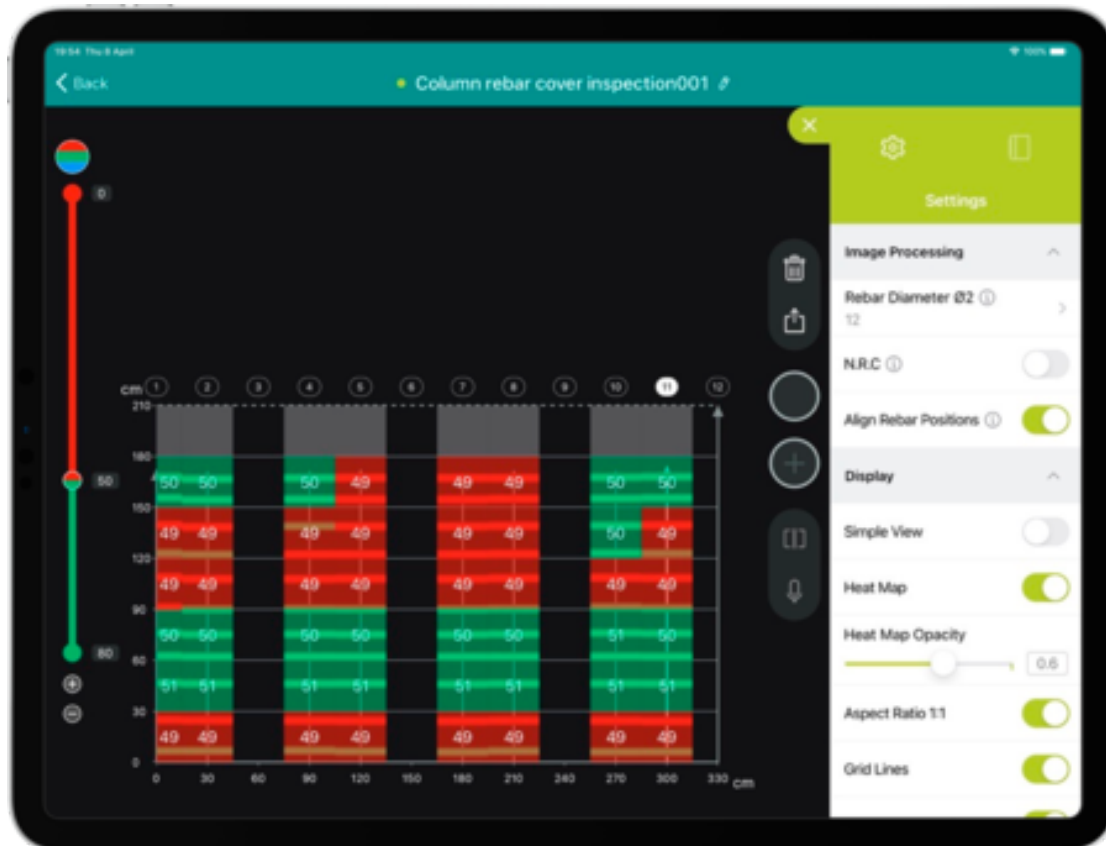 19:54 Thu 8 April
100%
Back
Column rebar cover inspection001
Settings
Image Processing
Rebar Diameter Ø2
12
N.R.C
Align Rebar Positions
Display
Simple View
Heat Map
Heat Map Opacity
0.6
Aspect Ratio 1:1
Grid Lines
0
50
80
cm 1 2 3 4 5 6 7 8 9 10 11 12
210
180
50 50 50 49 49 49 50 50
150
49 49 49 49 49 49 50 49
120
49 49 49 49 49 49 49 49
90
50 50 50 50 50 50 51 50
60
51 51 51 51 51 51 51 51
30
49 49 49 49 49 49 49 49
0
0 30 60 90 120 150 180 210 240 270 300 330 cm